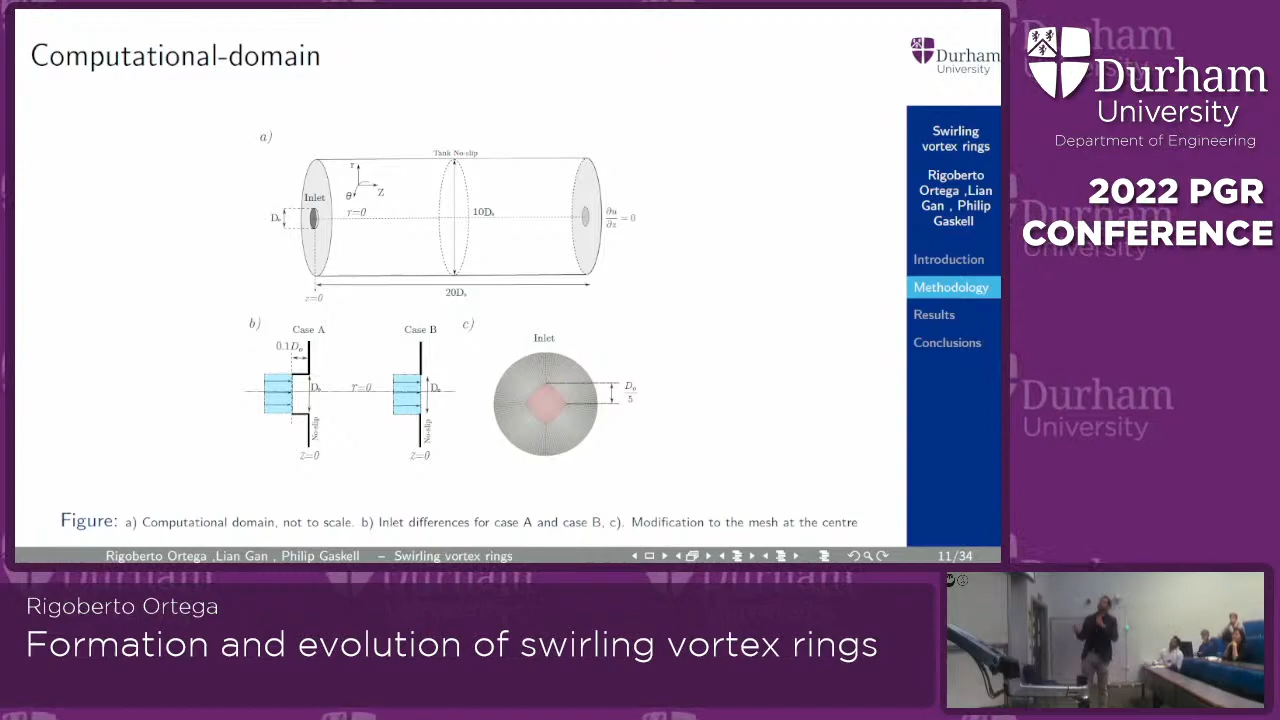 Computational-domain
Durham
University
a)
Tank No-slip
r
θ
Z
Inlet
r=0
Dₒ
10Dₒ
∂u/∂z = 0
20Dₒ
z=0
b)
Case A
Case B
c)
0.1Dₒ
Dₒ
r=0
Dₒ
No-slip
No-slip
z=0
z=0
Inlet
Dₒ/5
Figure: a) Computational domain, not to scale. b) Inlet differences for case A and case B, c). Modification to the mesh at the centre
Swirling
vortex rings
Rigoberto
Ortega ,Lian
Gan , Philip
Gaskell
Introduction
Methodology
Results
Conclusions
Rigoberto Ortega ,Lian Gan , Philip Gaskell – Swirling vortex rings
11/34
Durham
University
Department of Engineering
2022 PGR
CONFERENCE
Durham
University
Rigoberto Ortega
Formation and evolution of swirling vortex rings